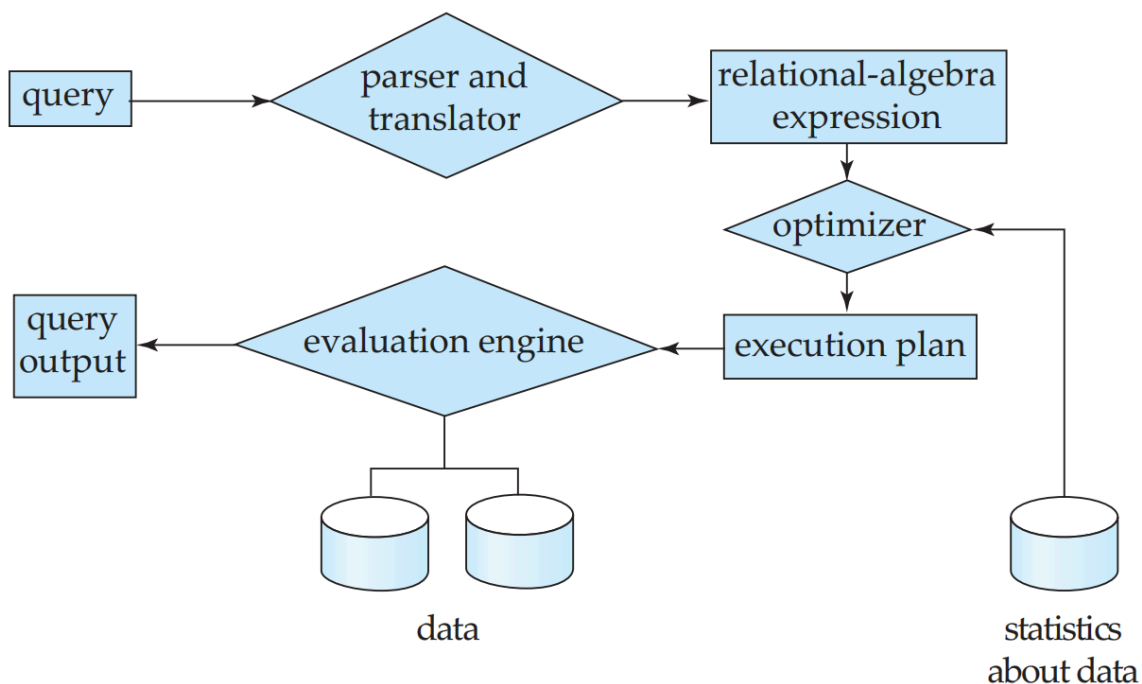 query
parser and
translator
relational-algebra
expression
optimizer
execution plan
evaluation engine
query
output
data
statistics
about data